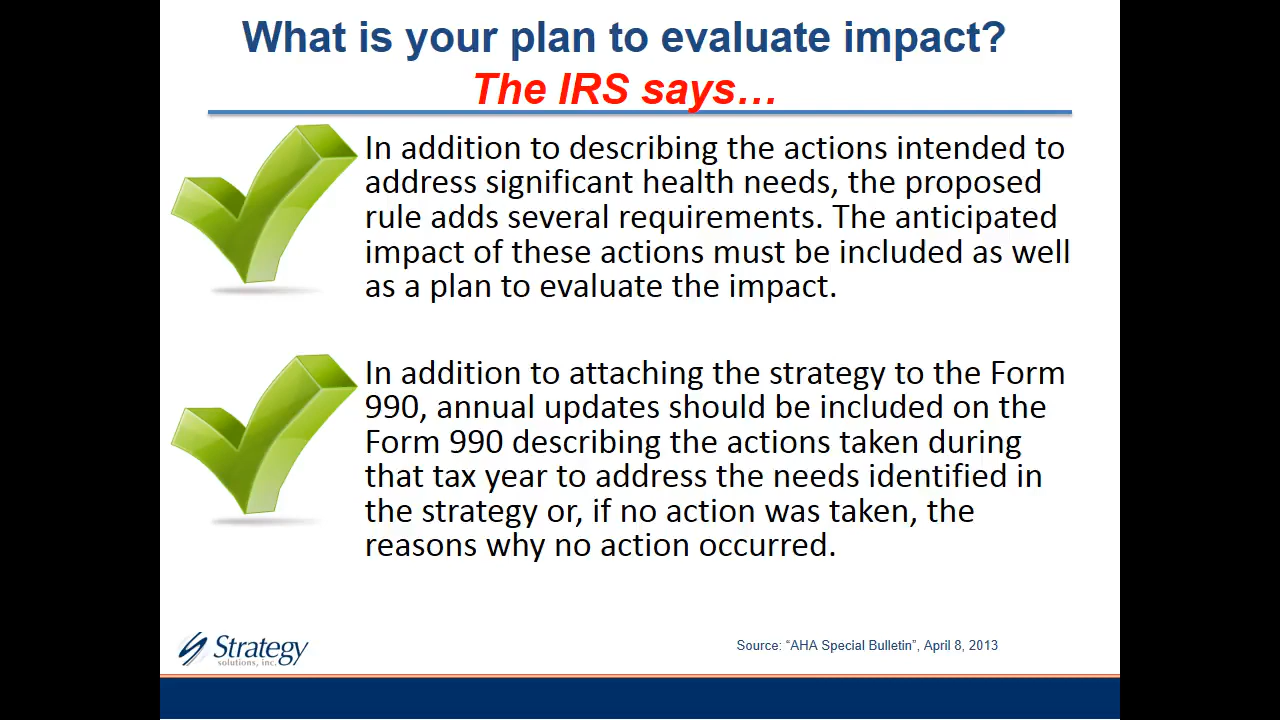 What is your plan to evaluate impact?
The IRS says…
In addition to describing the actions intended to
address significant health needs, the proposed
rule adds several requirements. The anticipated
impact of these actions must be included as well
as a plan to evaluate the impact.
In addition to attaching the strategy to the Form
990, annual updates should be included on the
Form 990 describing the actions taken during
that tax year to address the needs identified in
the strategy or, if no action was taken, the
reasons why no action occurred.
Strategy
solutions, inc.
Source: “AHA Special Bulletin”, April 8, 2013